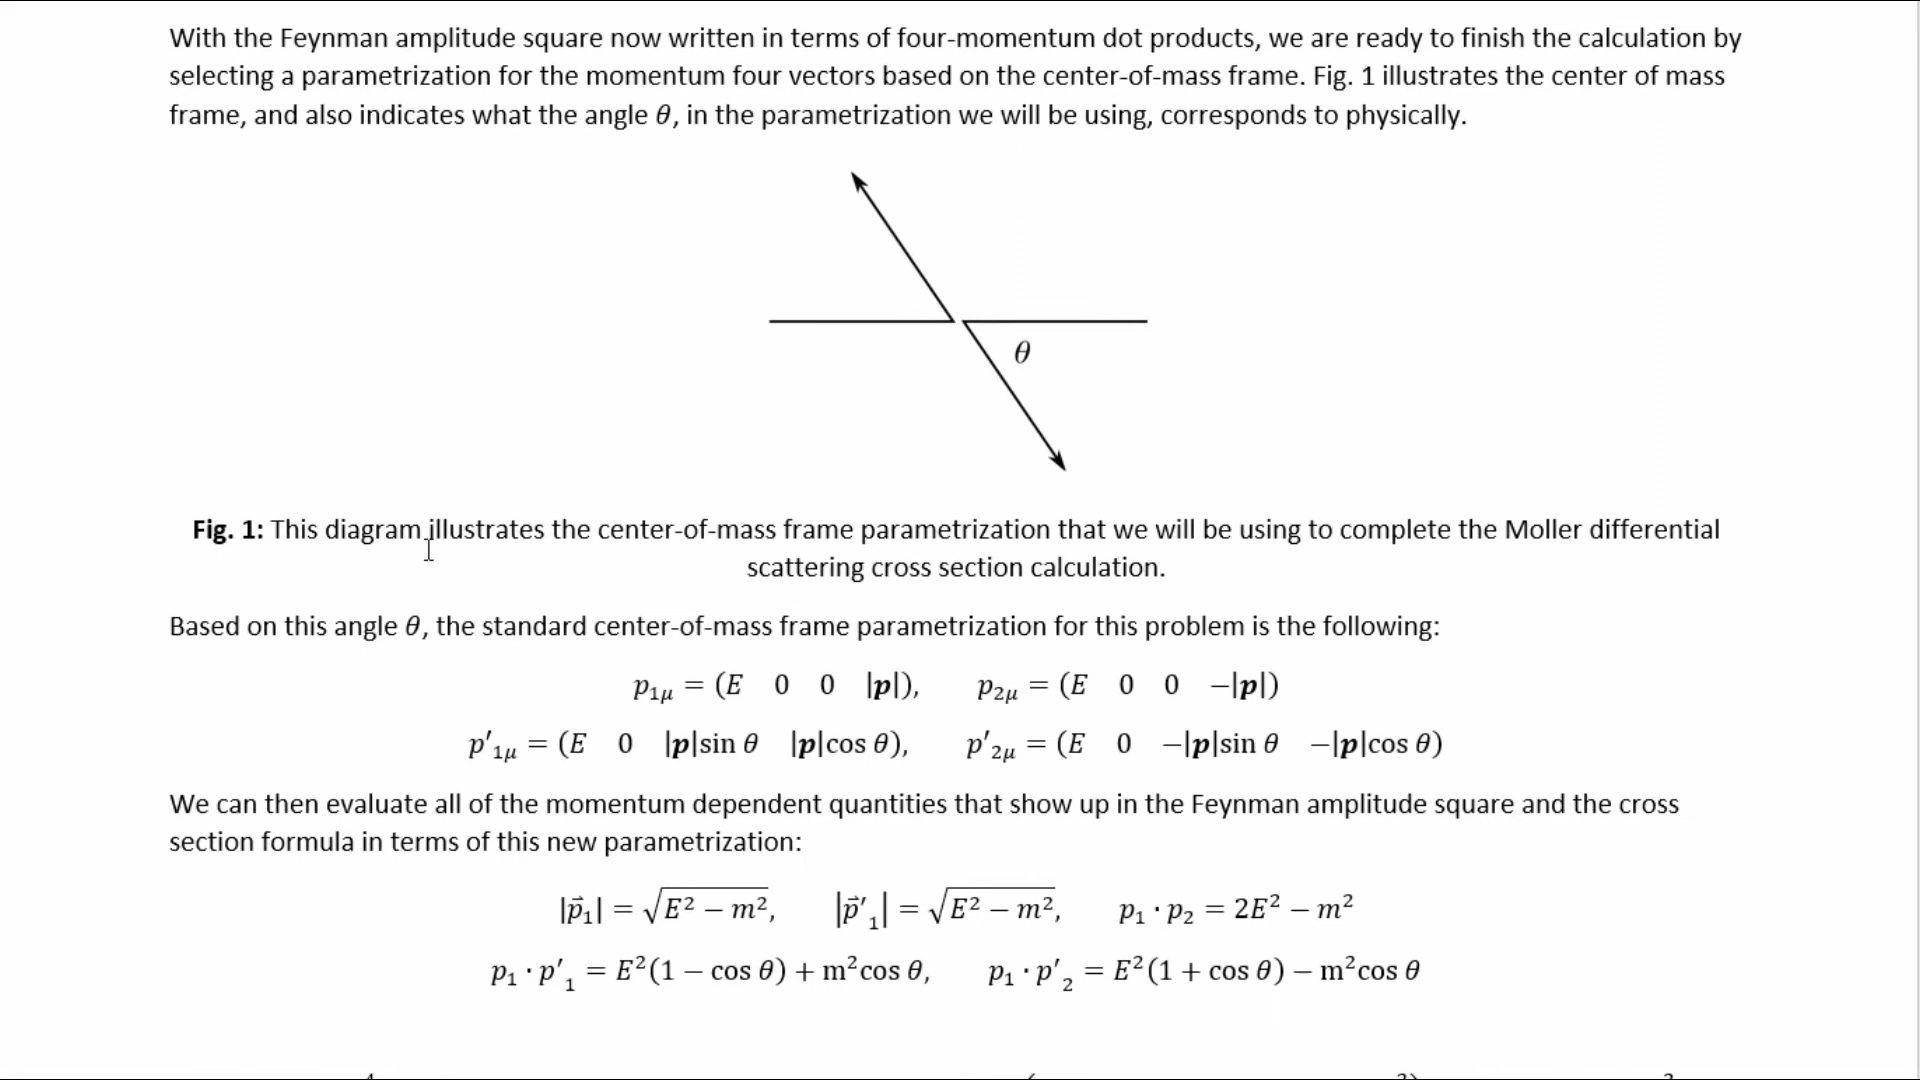 With the Feynman amplitude square now written in terms of four-momentum dot products, we are ready to finish the calculation by
selecting a parametrization for the momentum four vectors based on the center-of-mass frame. Fig. 1 illustrates the center of mass
frame, and also indicates what the angle θ, in the parametrization we will be using, corresponds to physically.
θ
Fig. 1: This diagram illustrates the center-of-mass frame parametrization that we will be using to complete the Moller differential
scattering cross section calculation.
Based on this angle θ, the standard center-of-mass frame parametrization for this problem is the following:
p₁μ = (E 0 0 |p|), p₂μ = (E 0 0 −|p|)
p′₁μ = (E 0 |p|sin θ |p|cos θ), p′₂μ = (E 0 −|p|sin θ −|p|cos θ)
We can then evaluate all of the momentum dependent quantities that show up in the Feynman amplitude square and the cross
section formula in terms of this new parametrization:
|p⃗₁| = √(E² − m²), |p⃗′₁| = √(E² − m²), p₁ · p₂ = 2E² − m²
p₁ · p′₁ = E²(1 − cos θ) + m²cos θ, p₁ · p′₂ = E²(1 + cos θ) − m²cos θ